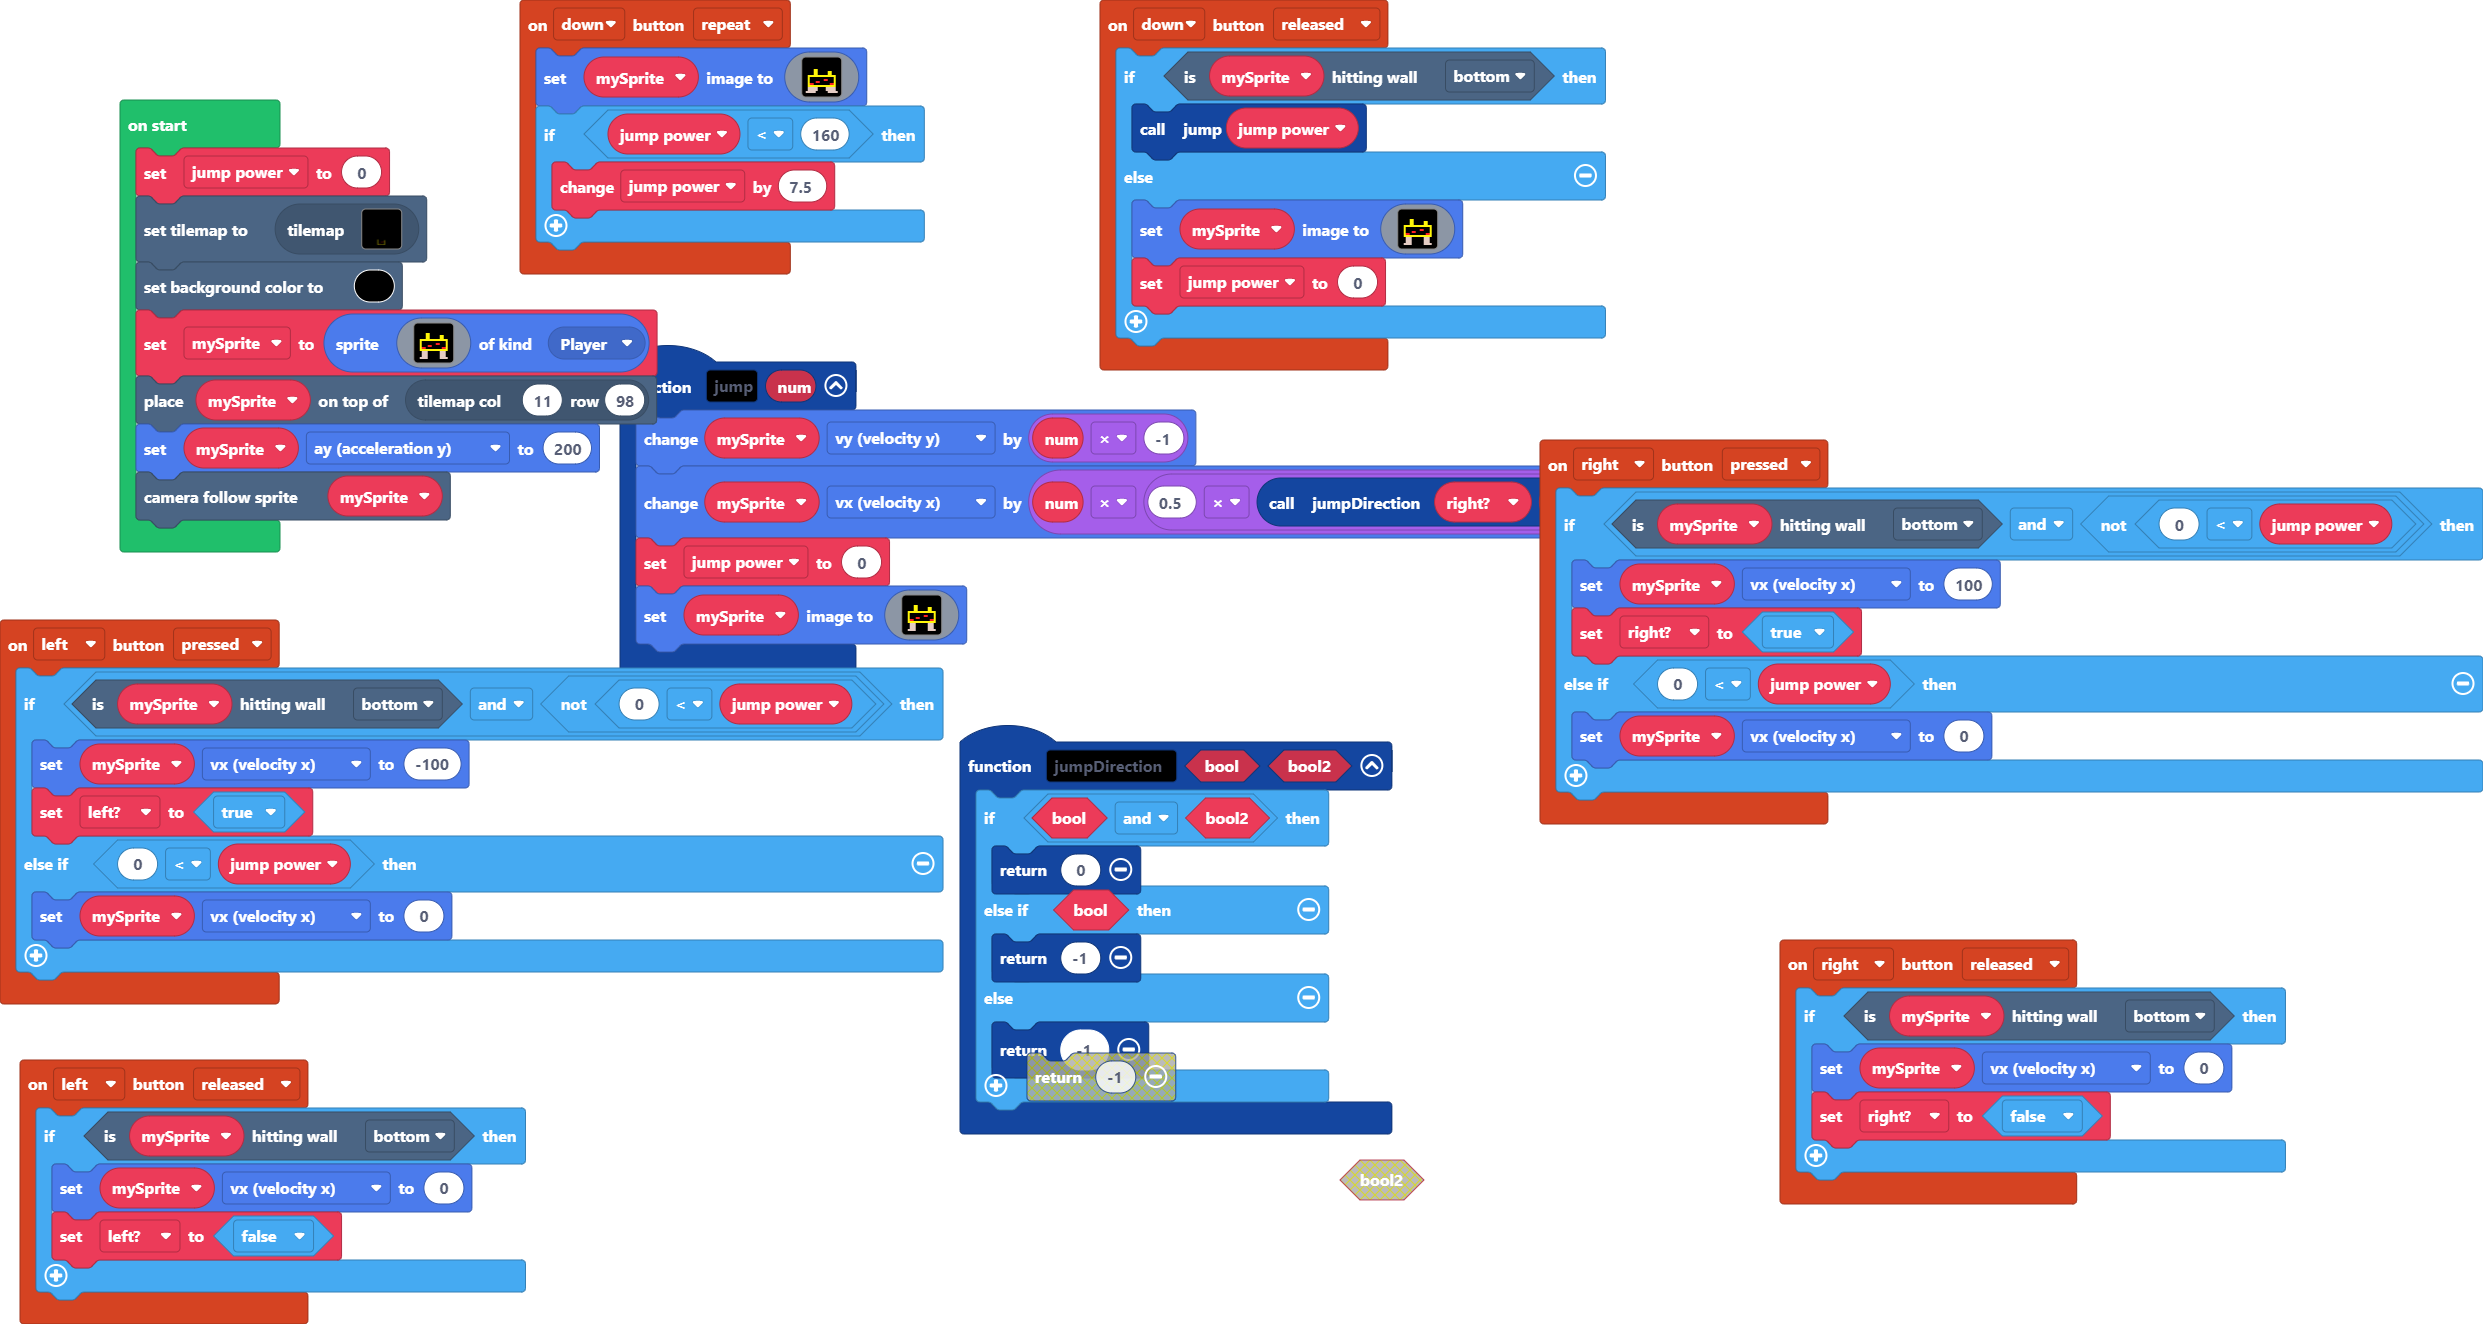 on start
set jump power to 0
set tilemap to tilemap
set background color to
set mySprite to sprite of kind Player
place mySprite on top of tilemap col 11 row 98
set mySprite ay (acceleration y) to 200
camera follow sprite mySprite
on down button repeat
set mySprite image to
if jump power < 160 then
change jump power by 7.5
on down button released
if is mySprite hitting wall bottom then
call jump jump power
else
set mySprite image to
set jump power to 0
ction jump num
change mySprite vy (velocity y) by num × -1
change mySprite vx (velocity x) by num × 0.5 × call jumpDirection right?
set jump power to 0
set mySprite image to
on right button pressed
if is mySprite hitting wall bottom and not 0 < jump power then
set mySprite vx (velocity x) to 100
set right? to true
else if 0 < jump power then
set mySprite vx (velocity x) to 0
on left button pressed
if is mySprite hitting wall bottom and not 0 < jump power then
set mySprite vx (velocity x) to -100
set left? to true
else if 0 < jump power then
set mySprite vx (velocity x) to 0
function jumpDirection bool bool2
if bool and bool2 then
return 0
else if bool then
return -1
else
return -1
return -1
bool2
on right button released
if is mySprite hitting wall bottom then
set mySprite vx (velocity x) to 0
set right? to false
on left button released
if is mySprite hitting wall bottom then
set mySprite vx (velocity x) to 0
set left? to false